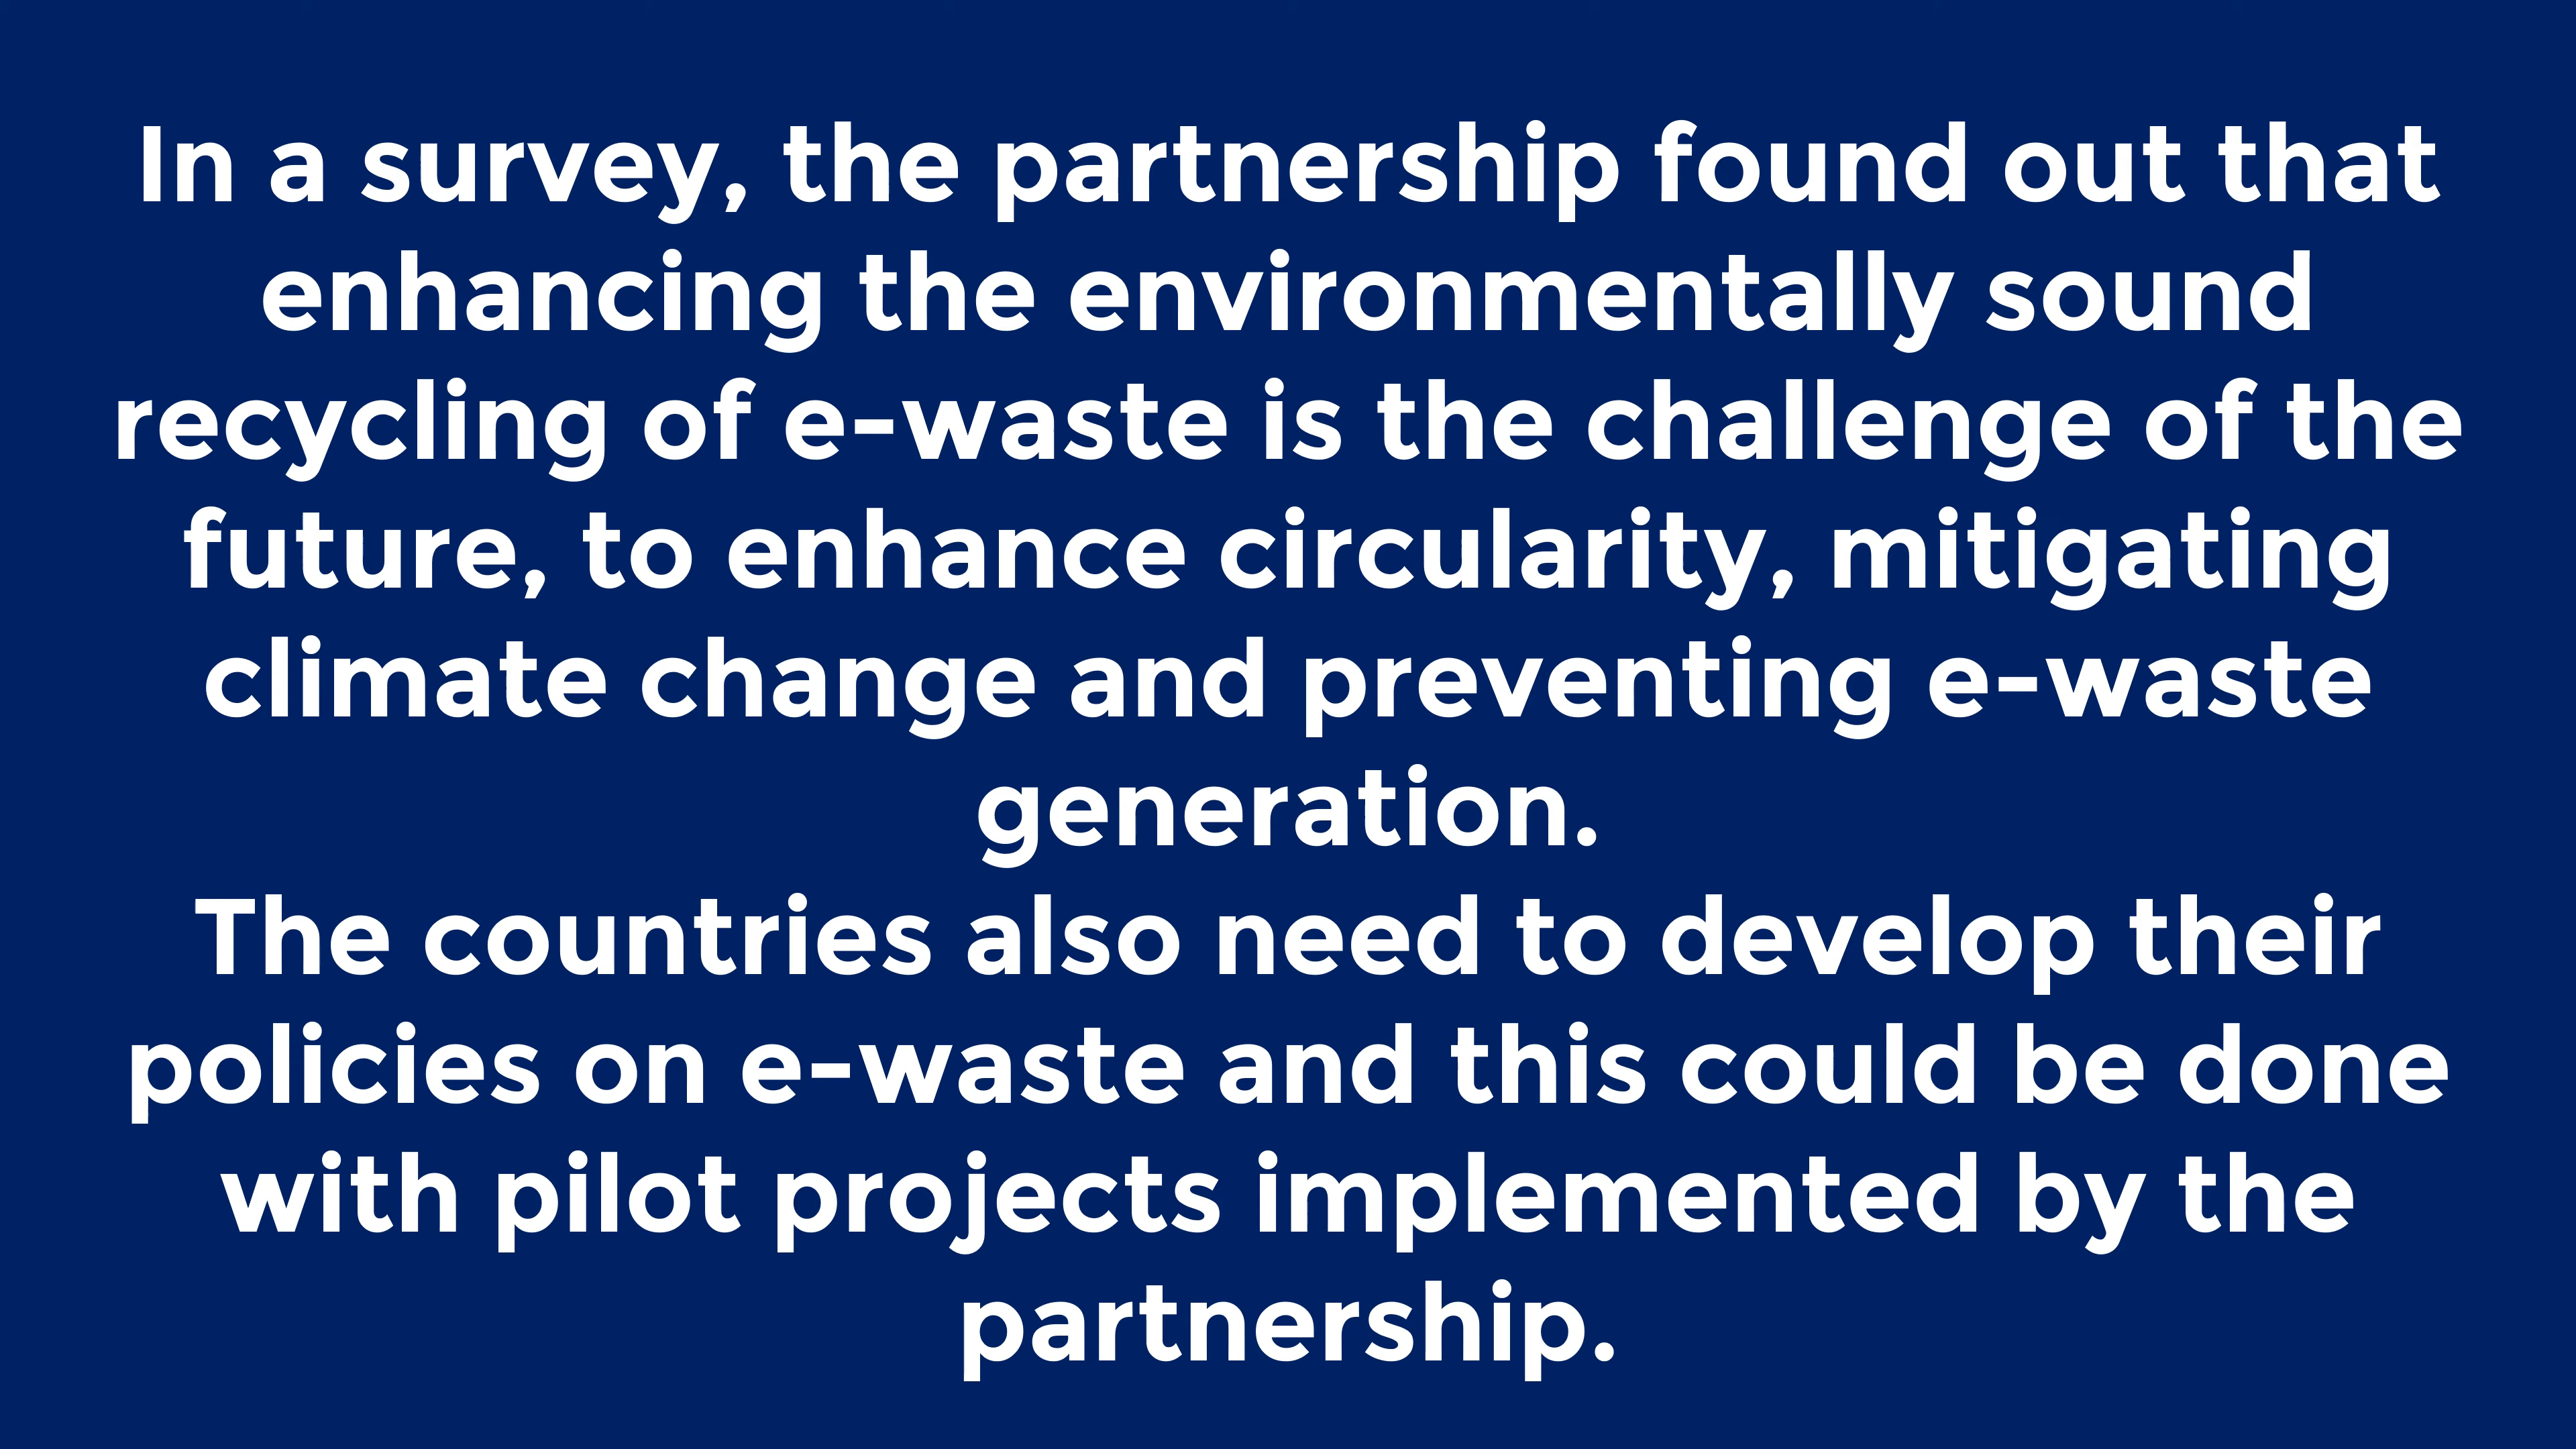 In a survey, the partnership found out that
enhancing the environmentally sound
recycling of e-waste is the challenge of the
future, to enhance circularity, mitigating
climate change and preventing e-waste
generation.
The countries also need to develop their
policies on e-waste and this could be done
with pilot projects implemented by the
partnership.